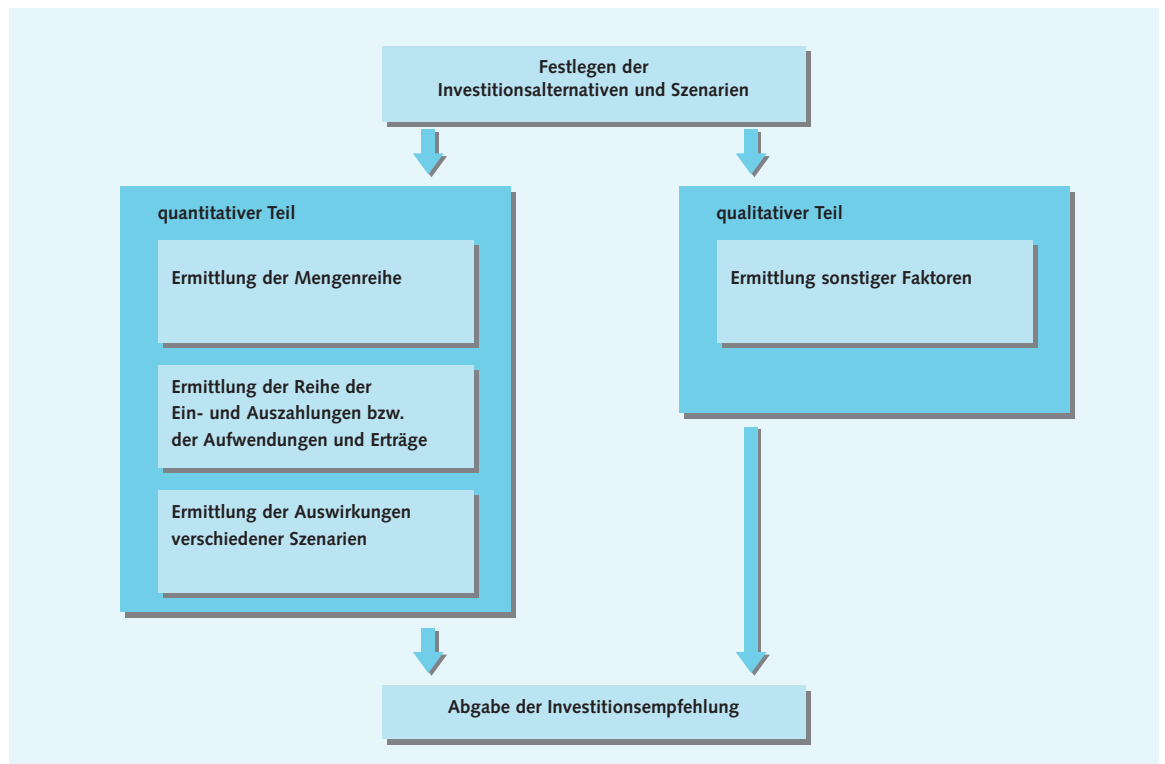 Festlegen der
Investitionsalternativen und Szenarien
quantitativer Teil
Ermittlung der Mengenreihe
Ermittlung der Reihe der
Ein- und Auszahlungen bzw.
der Aufwendungen und Erträge
Ermittlung der Auswirkungen
verschiedener Szenarien
qualitativer Teil
Ermittlung sonstiger Faktoren
Abgabe der Investitionsempfehlung